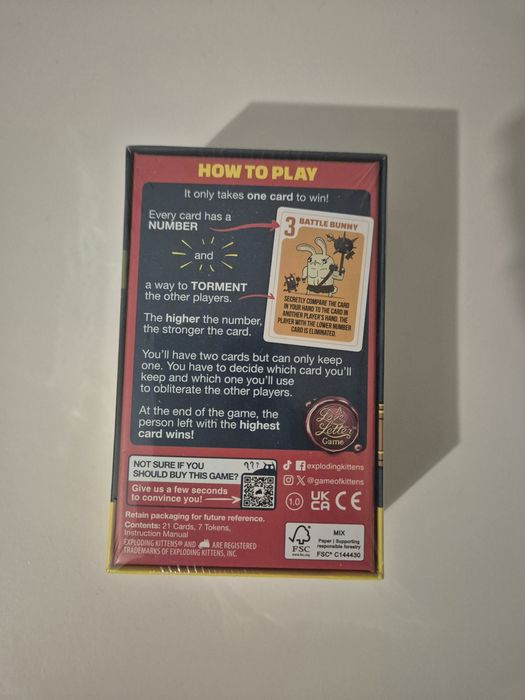 HOW TO PLAY
It only takes one card to win!
Every card has a
NUMBER
and
a way to TORMENT
the other players.
3 BATTLE BUNNY
SECRETLY COMPARE THE CARD
IN YOUR HAND TO THE CARD IN
ANOTHER PLAYER'S HAND. THE
PLAYER WITH THE LOWER NUMBER
CARD IS ELIMINATED.
The higher the number,
the stronger the card.
You'll have two cards but can only keep
one. You have to decide which card you'll
keep and which one you'll use
to obliterate the other players.
At the end of the game, the
person left with the highest
card wins!
A
Love
Letter™
Game
NOT SURE IF YOU
SHOULD BUY THIS GAME?
???
Give us a few seconds
to convince you!
explodingkittens
@gameofkittens
1.0
UK
CA
CE
Retain packaging for future reference.
Contents: 21 Cards, 7 Tokens,
Instruction Manual
EXPLODING KITTENS® AND ARE REGISTERED
TRADEMARKS OF EXPLODING KITTENS, INC.
FSC
www.fsc.org
MIX
Paper | Supporting
responsible forestry
FSC® C144430